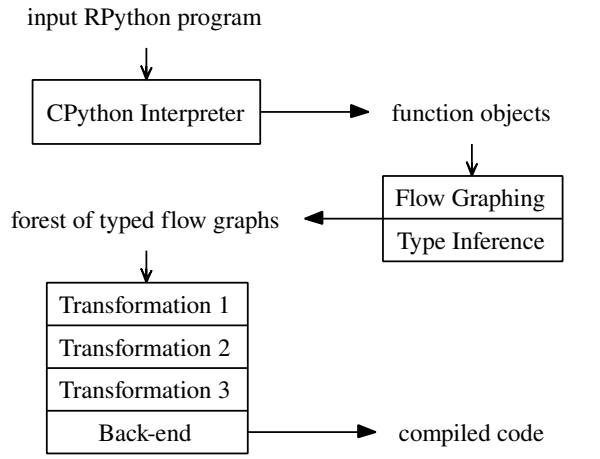 input RPython program
CPython Interpreter
function objects
Flow Graphing
forest of typed flow graphs
Type Inference
Transformation 1
Transformation 2
Transformation 3
Back-end
compiled code